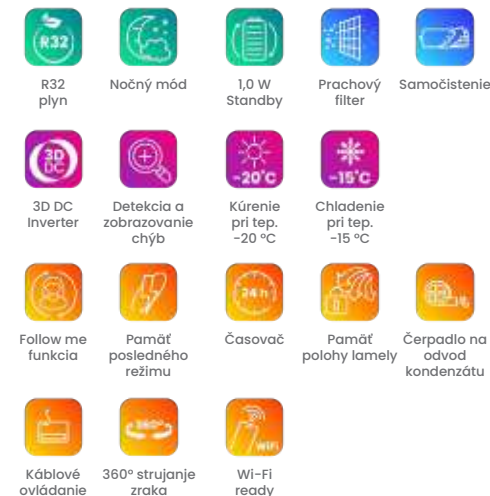 R32
R32
plyn
Nočný mód
1,0 W
Standby
Prachový
filter
Samočistenie
3D
DC
3D DC
Inverter
Detekcia a
zobrazovanie
chýb
-20°C
Kúrenie
pri tep.
-20 °C
-15°C
Chladenie
pri tep.
-15 °C
Follow me
funkcia
Pamäť
posledného
režimu
24 h
Časovač
Pamäť
polohy lamely
Čerpadlo na
odvod
kondenzátu
Káblové
ovládanie
360°
360° strujanje
zraka
WiFi
Wi-Fi
ready